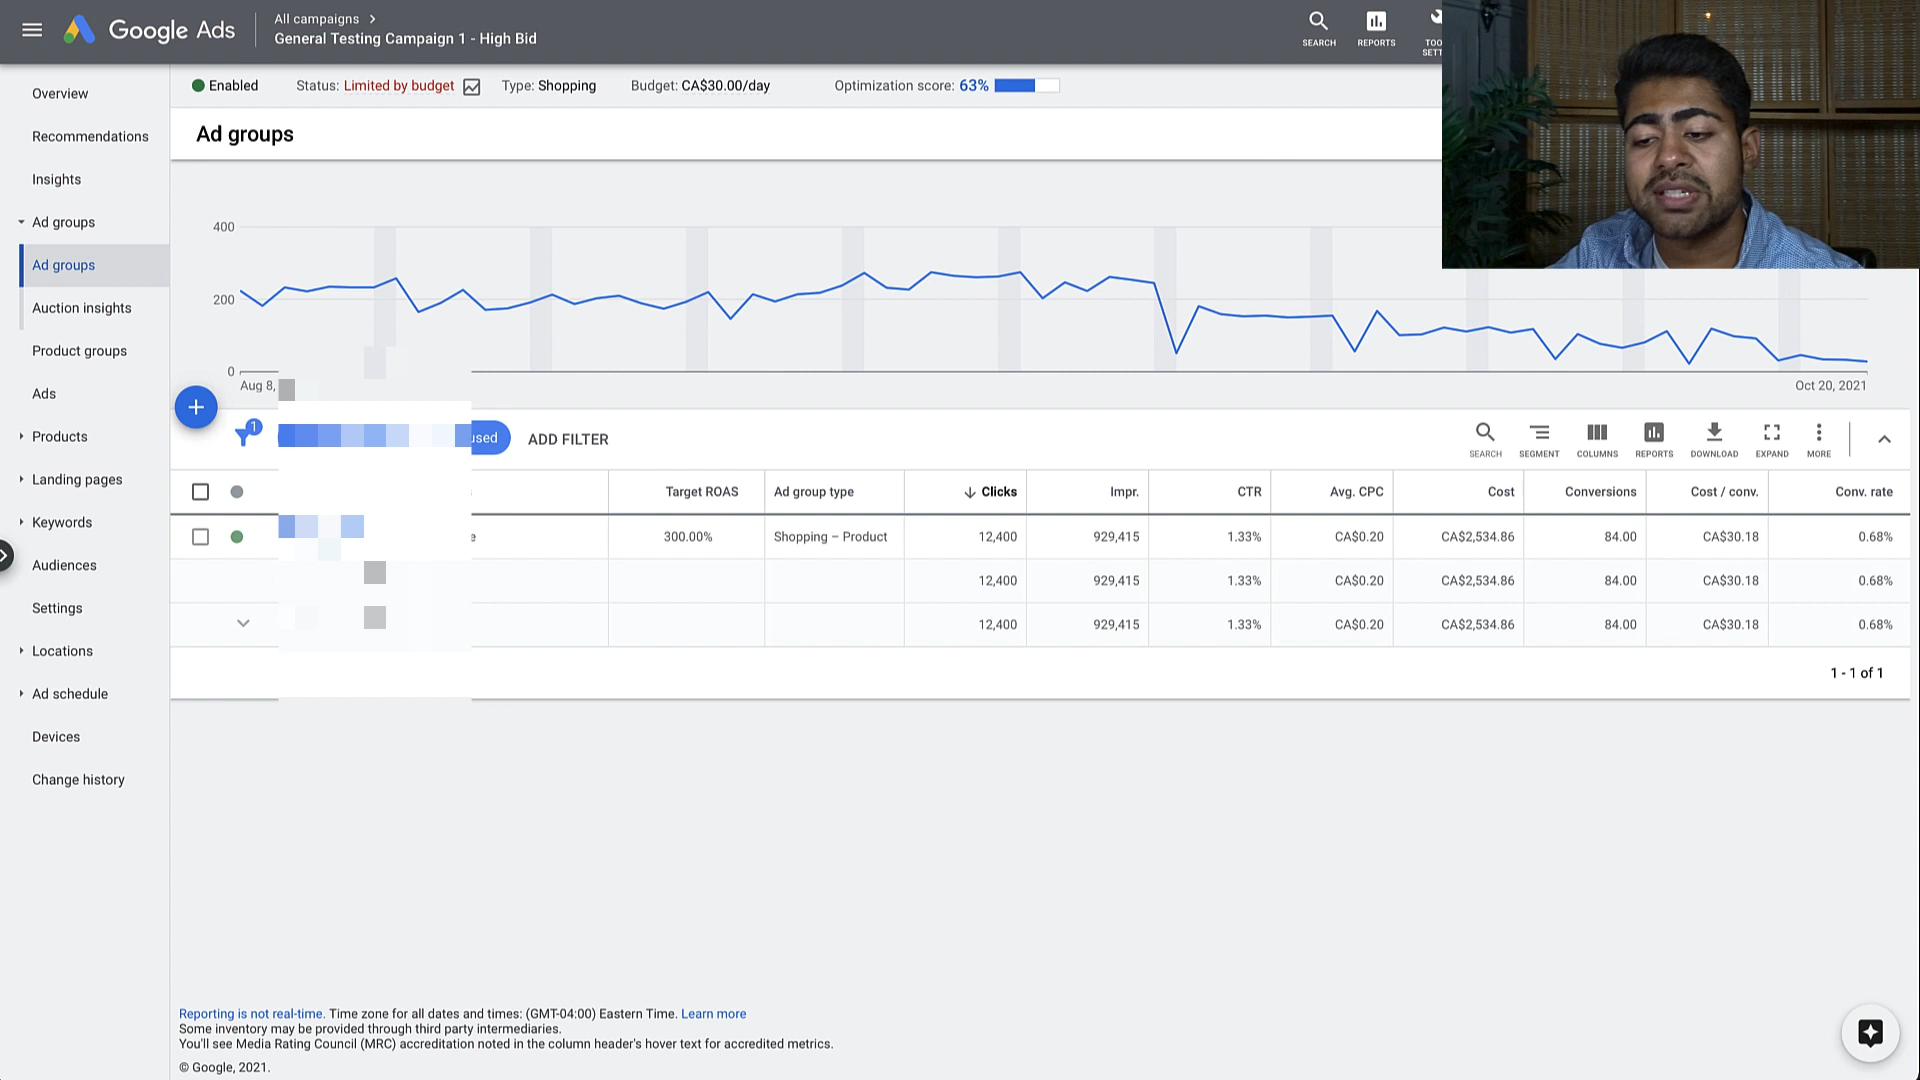 Google Ads
All campaigns
General Testing Campaign 1 - High Bid
SEARCH
REPORTS
Enabled
Status: Limited by budget
Type: Shopping
Budget: CA$30.00/day
Optimization score: 63%
Overview
Recommendations
Insights
Ad groups
Ad groups
Auction insights
Product groups
Ads
Products
Landing pages
Keywords
Audiences
Settings
Locations
Ad schedule
Devices
Change history
Ad groups
400
200
0
Aug 8,
Oct 20, 2021
1
ADD FILTER
SEARCH
SEGMENT
COLUMNS
REPORTS
DOWNLOAD
EXPAND
MORE
Target ROAS Ad group type Clicks Impr. CTR Avg. CPC Cost Conversions Cost / conv. Conv. rate
300.00% Shopping – Product 12,400 929,415 1.33% CA$0.20 CA$2,534.86 84.00 CA$30.18 0.68%
12,400 929,415 1.33% CA$0.20 CA$2,534.86 84.00 CA$30.18 0.68%
12,400 929,415 1.33% CA$0.20 CA$2,534.86 84.00 CA$30.18 0.68%
1 - 1 of 1
Reporting is not real-time. Time zone for all dates and times: (GMT-04:00) Eastern Time. Learn more
Some inventory may be provided through third party intermediaries.
You'll see Media Rating Council (MRC) accreditation noted in the column header's hover text for accredited metrics.
© Google, 2021.